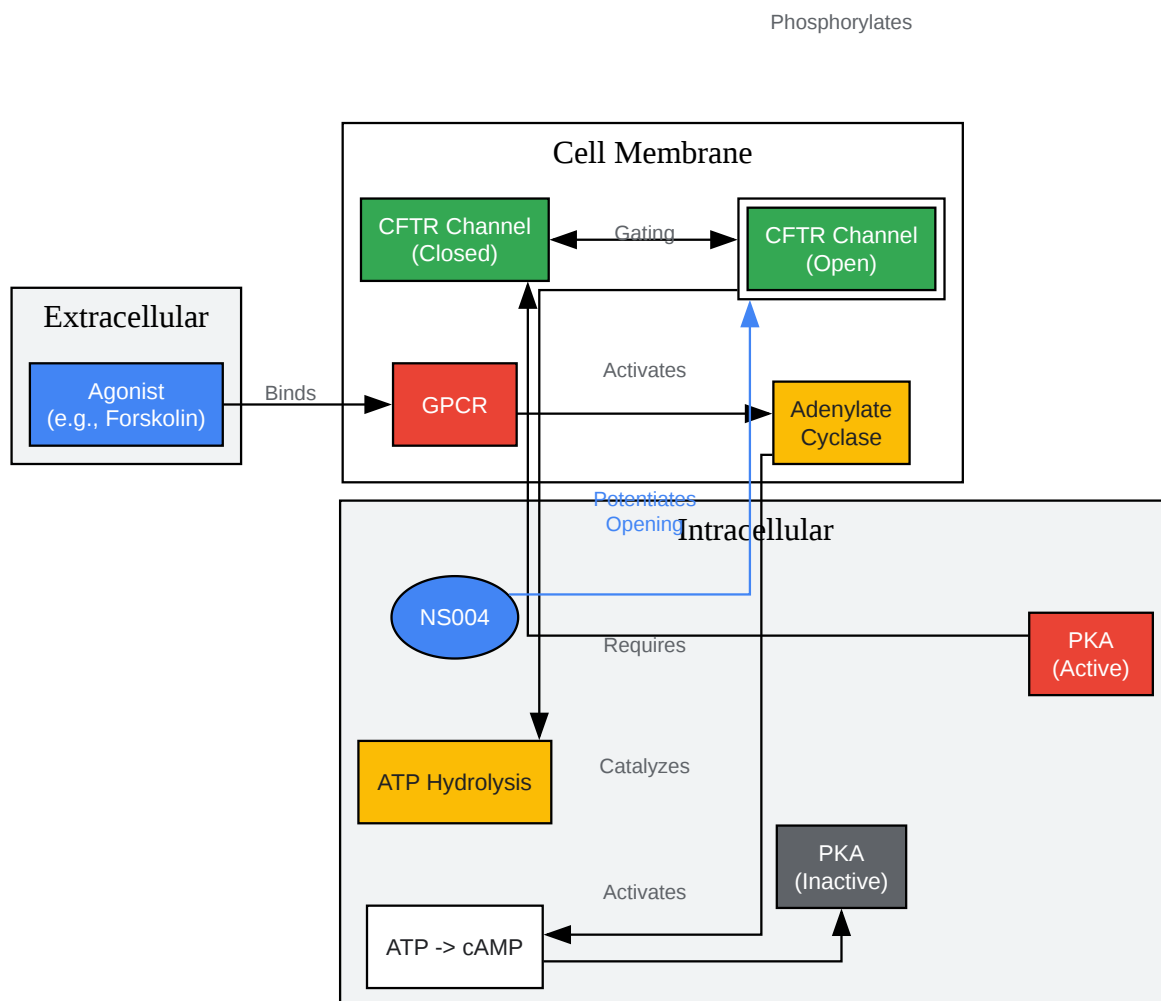 Phosphorylates
Cell Membrane
CFTR Channel
(Closed)
Gating
CFTR Channel
(Open)
Extracellular
Agonist
(e.g., Forskolin)
Binds
GPCR
Activates
Adenylate
Cyclase
Potentiates
Opening
Intracellular
NS004
Requires
PKA
(Active)
ATP Hydrolysis
Catalyzes
PKA
(Inactive)
Activates
ATP -> cAMP